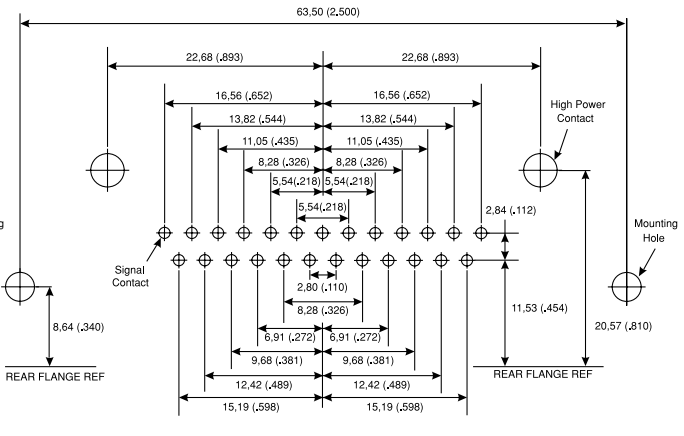 63,50 (2.500)
22,68 (.893) 22,68 (.893)
16,56 (.652) 16,56 (.652)
High Power
Contact
13,82 (.544) 13,82 (.544)
11,05 (.435) 11,05 (.435)
8,28 (.326) 8,28 (.326)
5,54(.218) 5,54(.218)
5,54(.218)
2,84 (.112)
g
Mounting
Hole
Signal
Contact
2,80 (.110)
8,28 (.326)
11,53 (.454)
8,64 (.340)
6,91 (.272) 6,91 (.272)
20,57 (.810)
9,68 (.381) 9,68 (.381)
REAR FLANGE REF REAR FLANGE REF
12,42 (.489) 12,42 (.489)
15,19 (.598) 15,19 (.598)